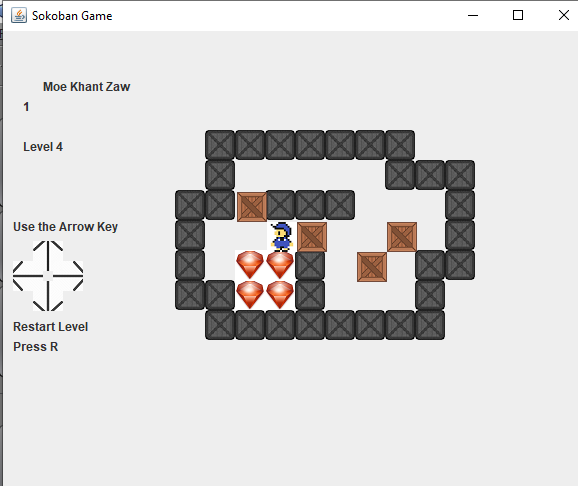 Sokoban Game
Moe Khant Zaw
1
Level 4
Use the Arrow Key
Restart Level
Press R